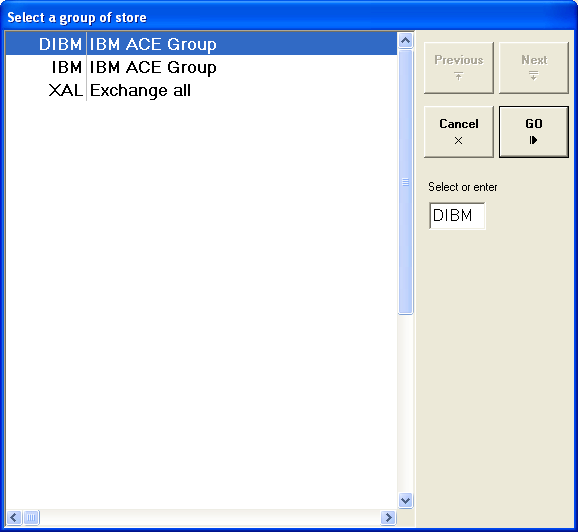 Select a group of store
DIBM IBM ACE Group
IBM IBM ACE Group
XAL Exchange all
Previous Next
Cancel GO
Select or enter
DIBM